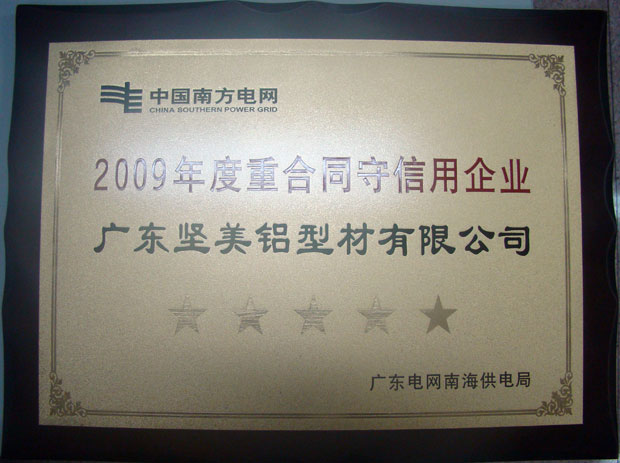 中国南方电网
CHINA SOUTHERN POWER GRID
2009年度重合同守信用企业
广东坚美铝型材有限公司
广东电网南海供电局